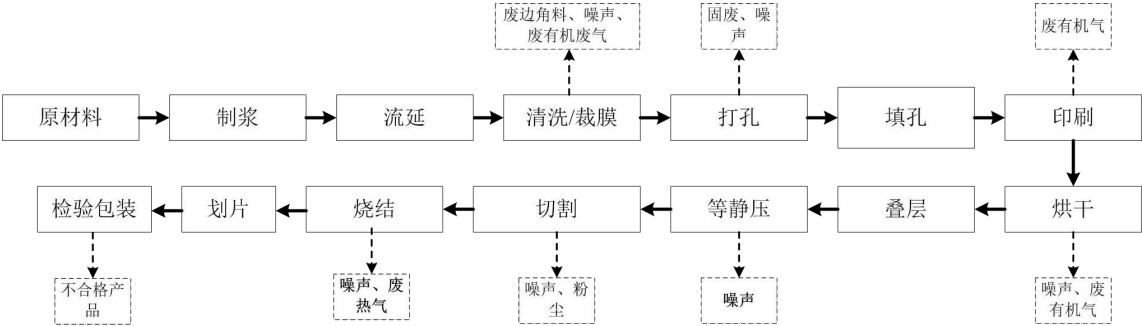 废边角料、噪声、
废有机废气
固废、噪
声
废有机气
原材料
制浆
流延
清洗/裁膜
打孔
填孔
印刷
检验包装
划片
烧结
切割
等静压
叠层
烘干
不合格产
品
噪声、废
热气
噪声、粉
尘
噪声
噪声、废
有机气